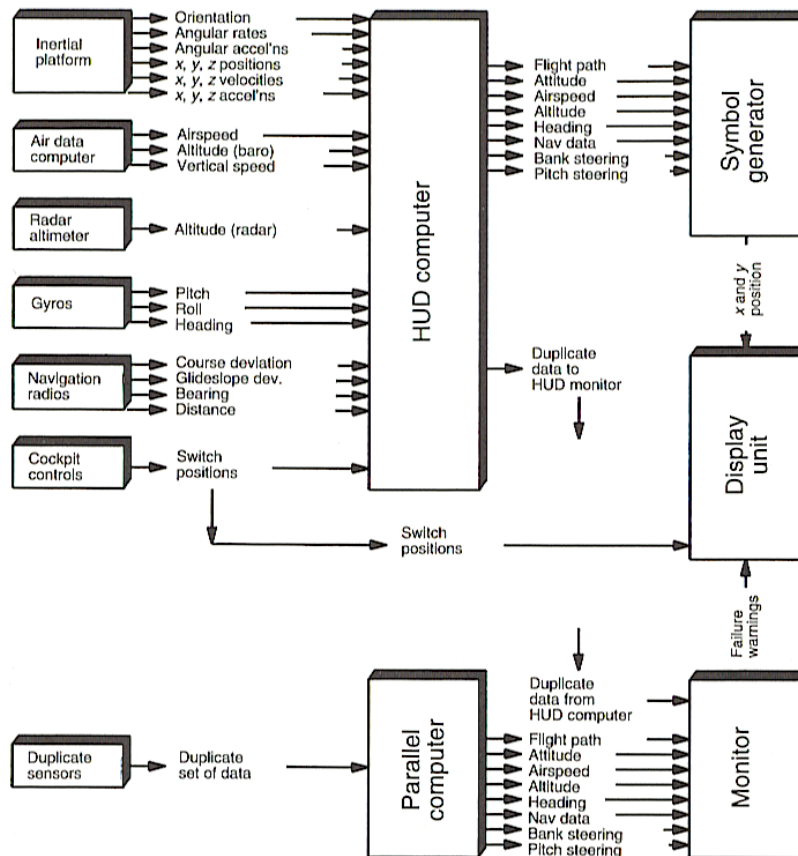 Inertial
platform
Orientation
Angular rates
Angular accel'ns
x, y, z positions
x, y, z velocities
x, y, z accel'ns
Air data
computer
Airspeed
Altitude (baro)
Vertical speed
Radar
altimeter
Altitude (radar)
Gyros
Pitch
Roll
Heading
Navigation
radios
Course deviation
Glideslope dev.
Bearing
Distance
Cockpit
controls
Switch
positions
HUD computer
Flight path
Attitude
Airspeed
Altitude
Heading
Nav data
Bank steering
Pitch steering
Symbol
generator
x and y
position
Duplicate
data to
HUD monitor
Display
unit
Switch
positions
Failure
warnings
Duplicate
sensors
Duplicate
set of data
Parallel
computer
Duplicate
data from
HUD computer
Flight path
Attitude
Airspeed
Altitude
Heading
Nav data
Bank steering
Pitch steering
Monitor